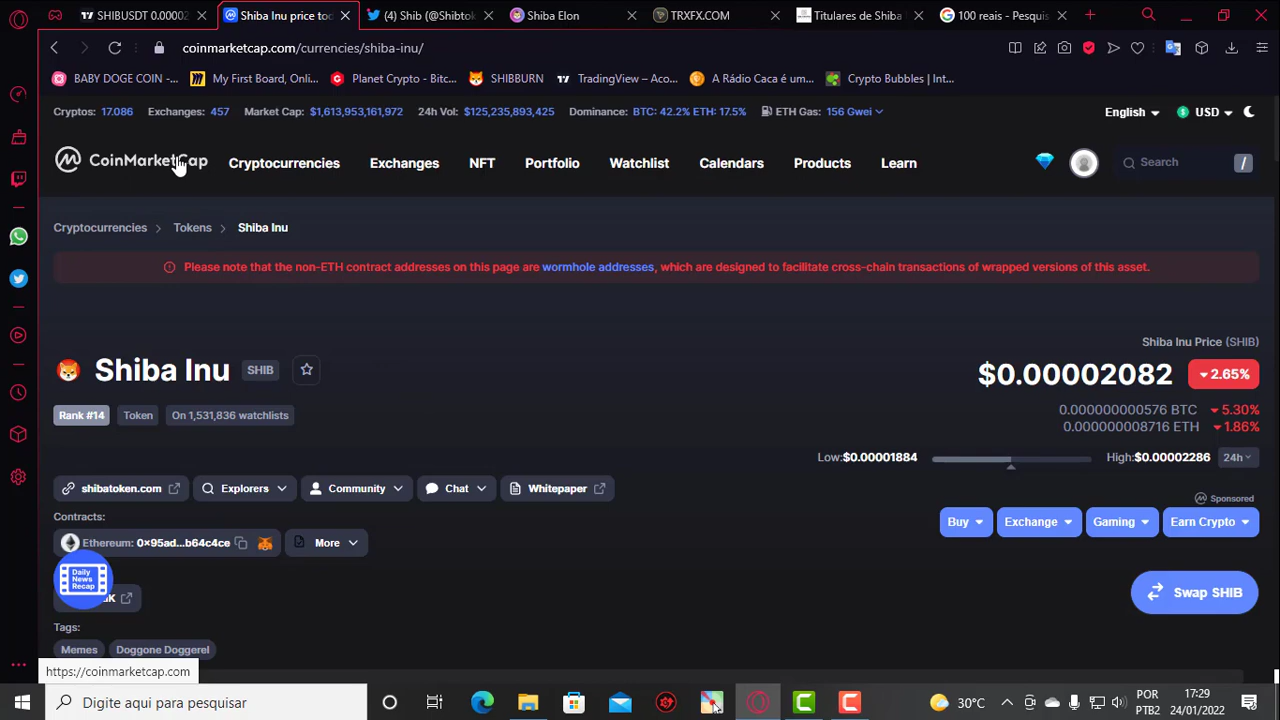 SHIBUSDT 0.00002
Shiba Inu price tod
(4) Shib (@Shibtok
Shiba Elon
TRXFX.COM
Titulares de Shiba
100 reais - Pesquis
coinmarketcap.com/currencies/shiba-inu/
BABY DOGE COIN -...
My First Board, Onli...
Planet Crypto - Bitc...
SHIBBURN
TradingView – Aco...
A Rádio Caca é um...
Crypto Bubbles | Int...
Cryptos: 17.086 Exchanges: 457 Market Cap: $1,613,953,161,972 24h Vol: $125,235,893,425 Dominance: BTC: 42.2% ETH: 17.5% ETH Gas: 156 Gwei
English USD
CoinMarketCap Cryptocurrencies Exchanges NFT Portfolio Watchlist Calendars Products Learn Search /
Cryptocurrencies > Tokens > Shiba Inu
Please note that the non-ETH contract addresses on this page are wormhole addresses, which are designed to facilitate cross-chain transactions of wrapped versions of this asset.
Shiba Inu Price (SHIB)
Shiba Inu SHIB
$0.00002082 2.65%
Rank #14 Token On 1,531,836 watchlists
0.000000000576 BTC 5.30%
0.000000008716 ETH 1.86%
Low:$0.00001884 High:$0.00002286 24h
shibatoken.com Explorers Community Chat Whitepaper
Sponsored
Contracts:
Buy Exchange Gaming Earn Crypto
Ethereum: 0x95ad...b64c4ce More
Daily
News
Recap
Swap SHIB
Tags:
Memes Doggone Doggerel
https://coinmarketcap.com
Digite aqui para pesquisar
30°C
POR
PTB2
17:29
24/01/2022